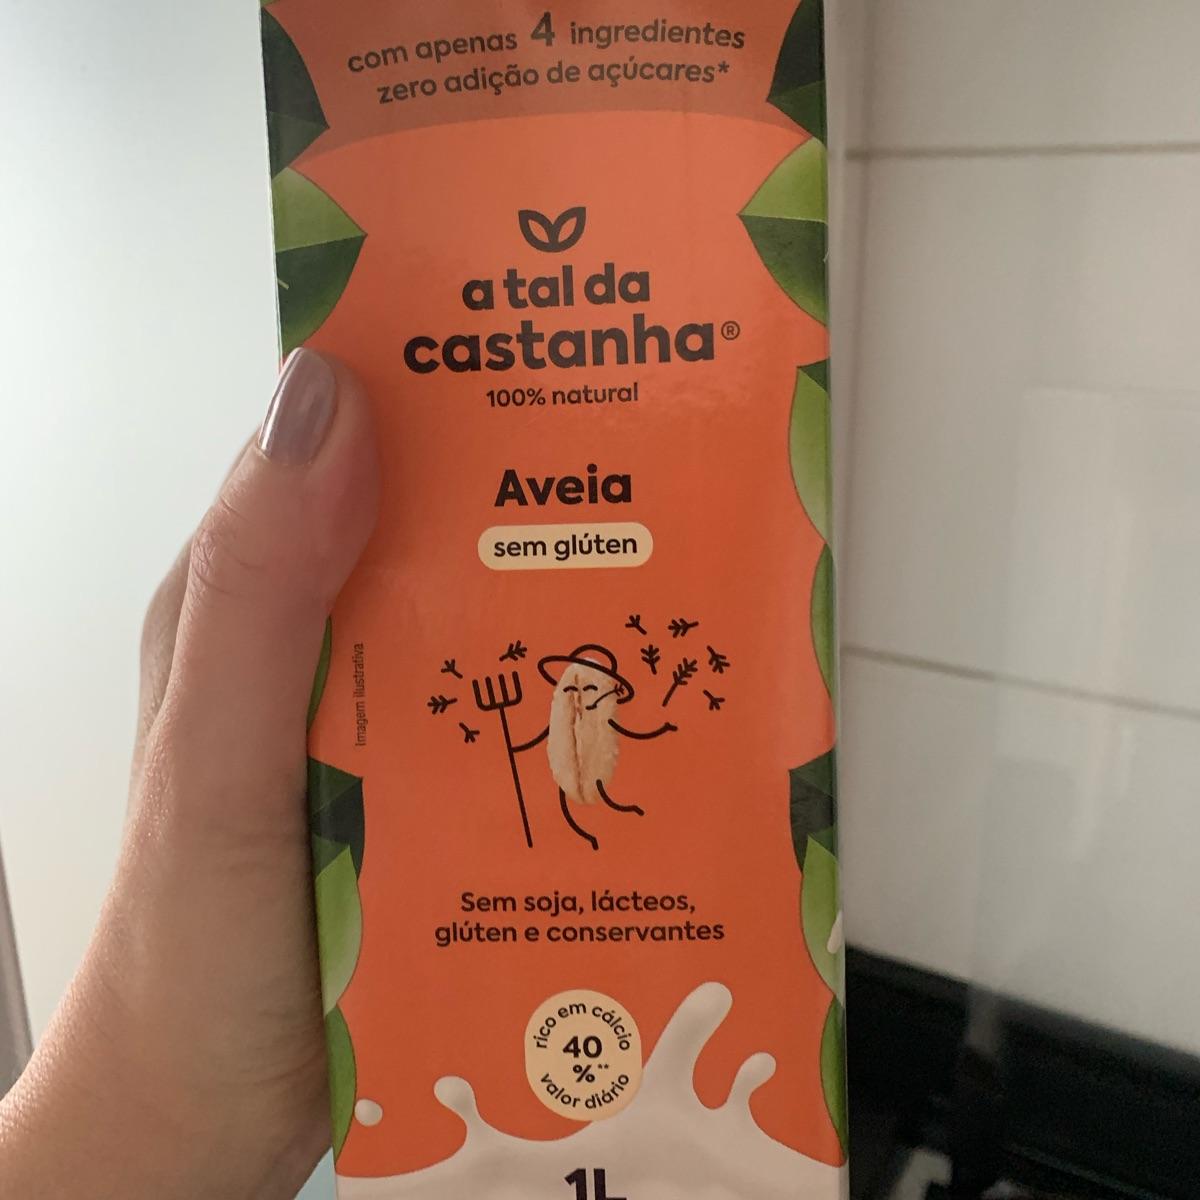 com apenas 4 ingredientes
zero adição de açúcares*
a tal da
castanha®
100% natural
Aveia
sem glúten
Imagem ilustrativa
Sem soja, lácteos,
glúten e conservantes
rico em cálcio
40
%**
valor diário
1L